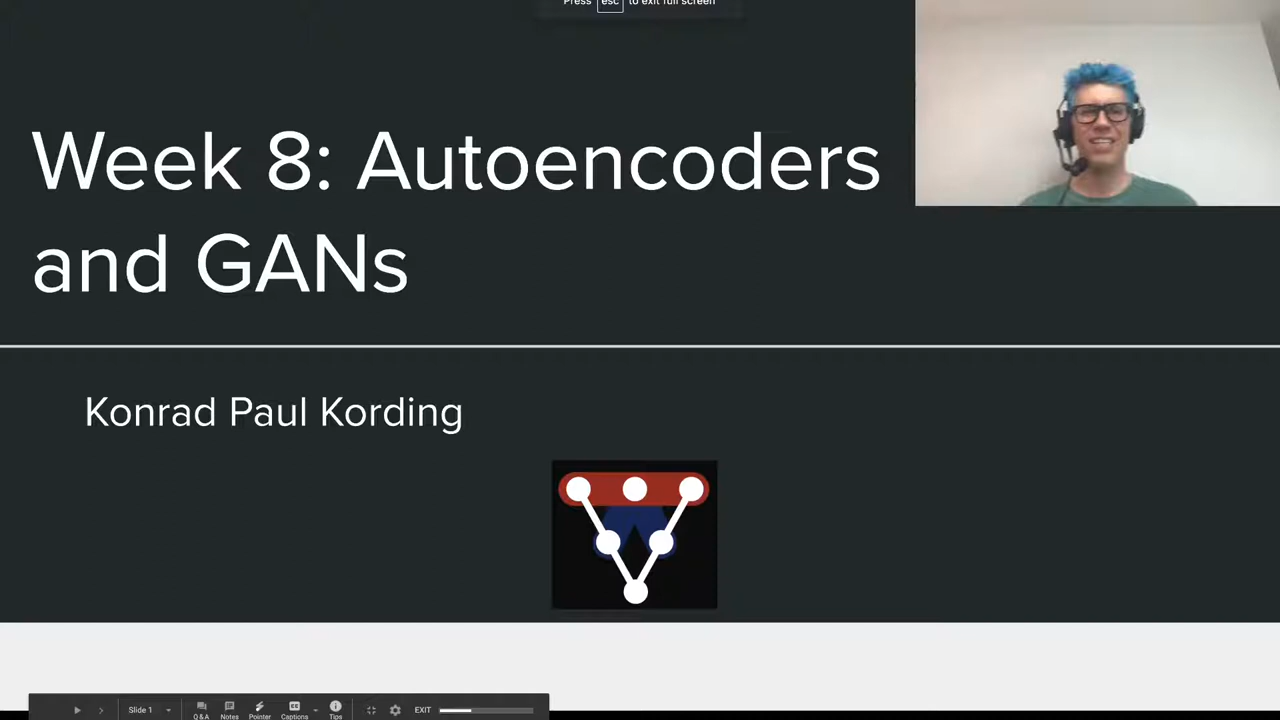 Press esc to exit full screen
Week 8: Autoencoders
and GANs
Konrad Paul Kording
Slide 1
Q&A Notes Pointer Captions Tips EXIT